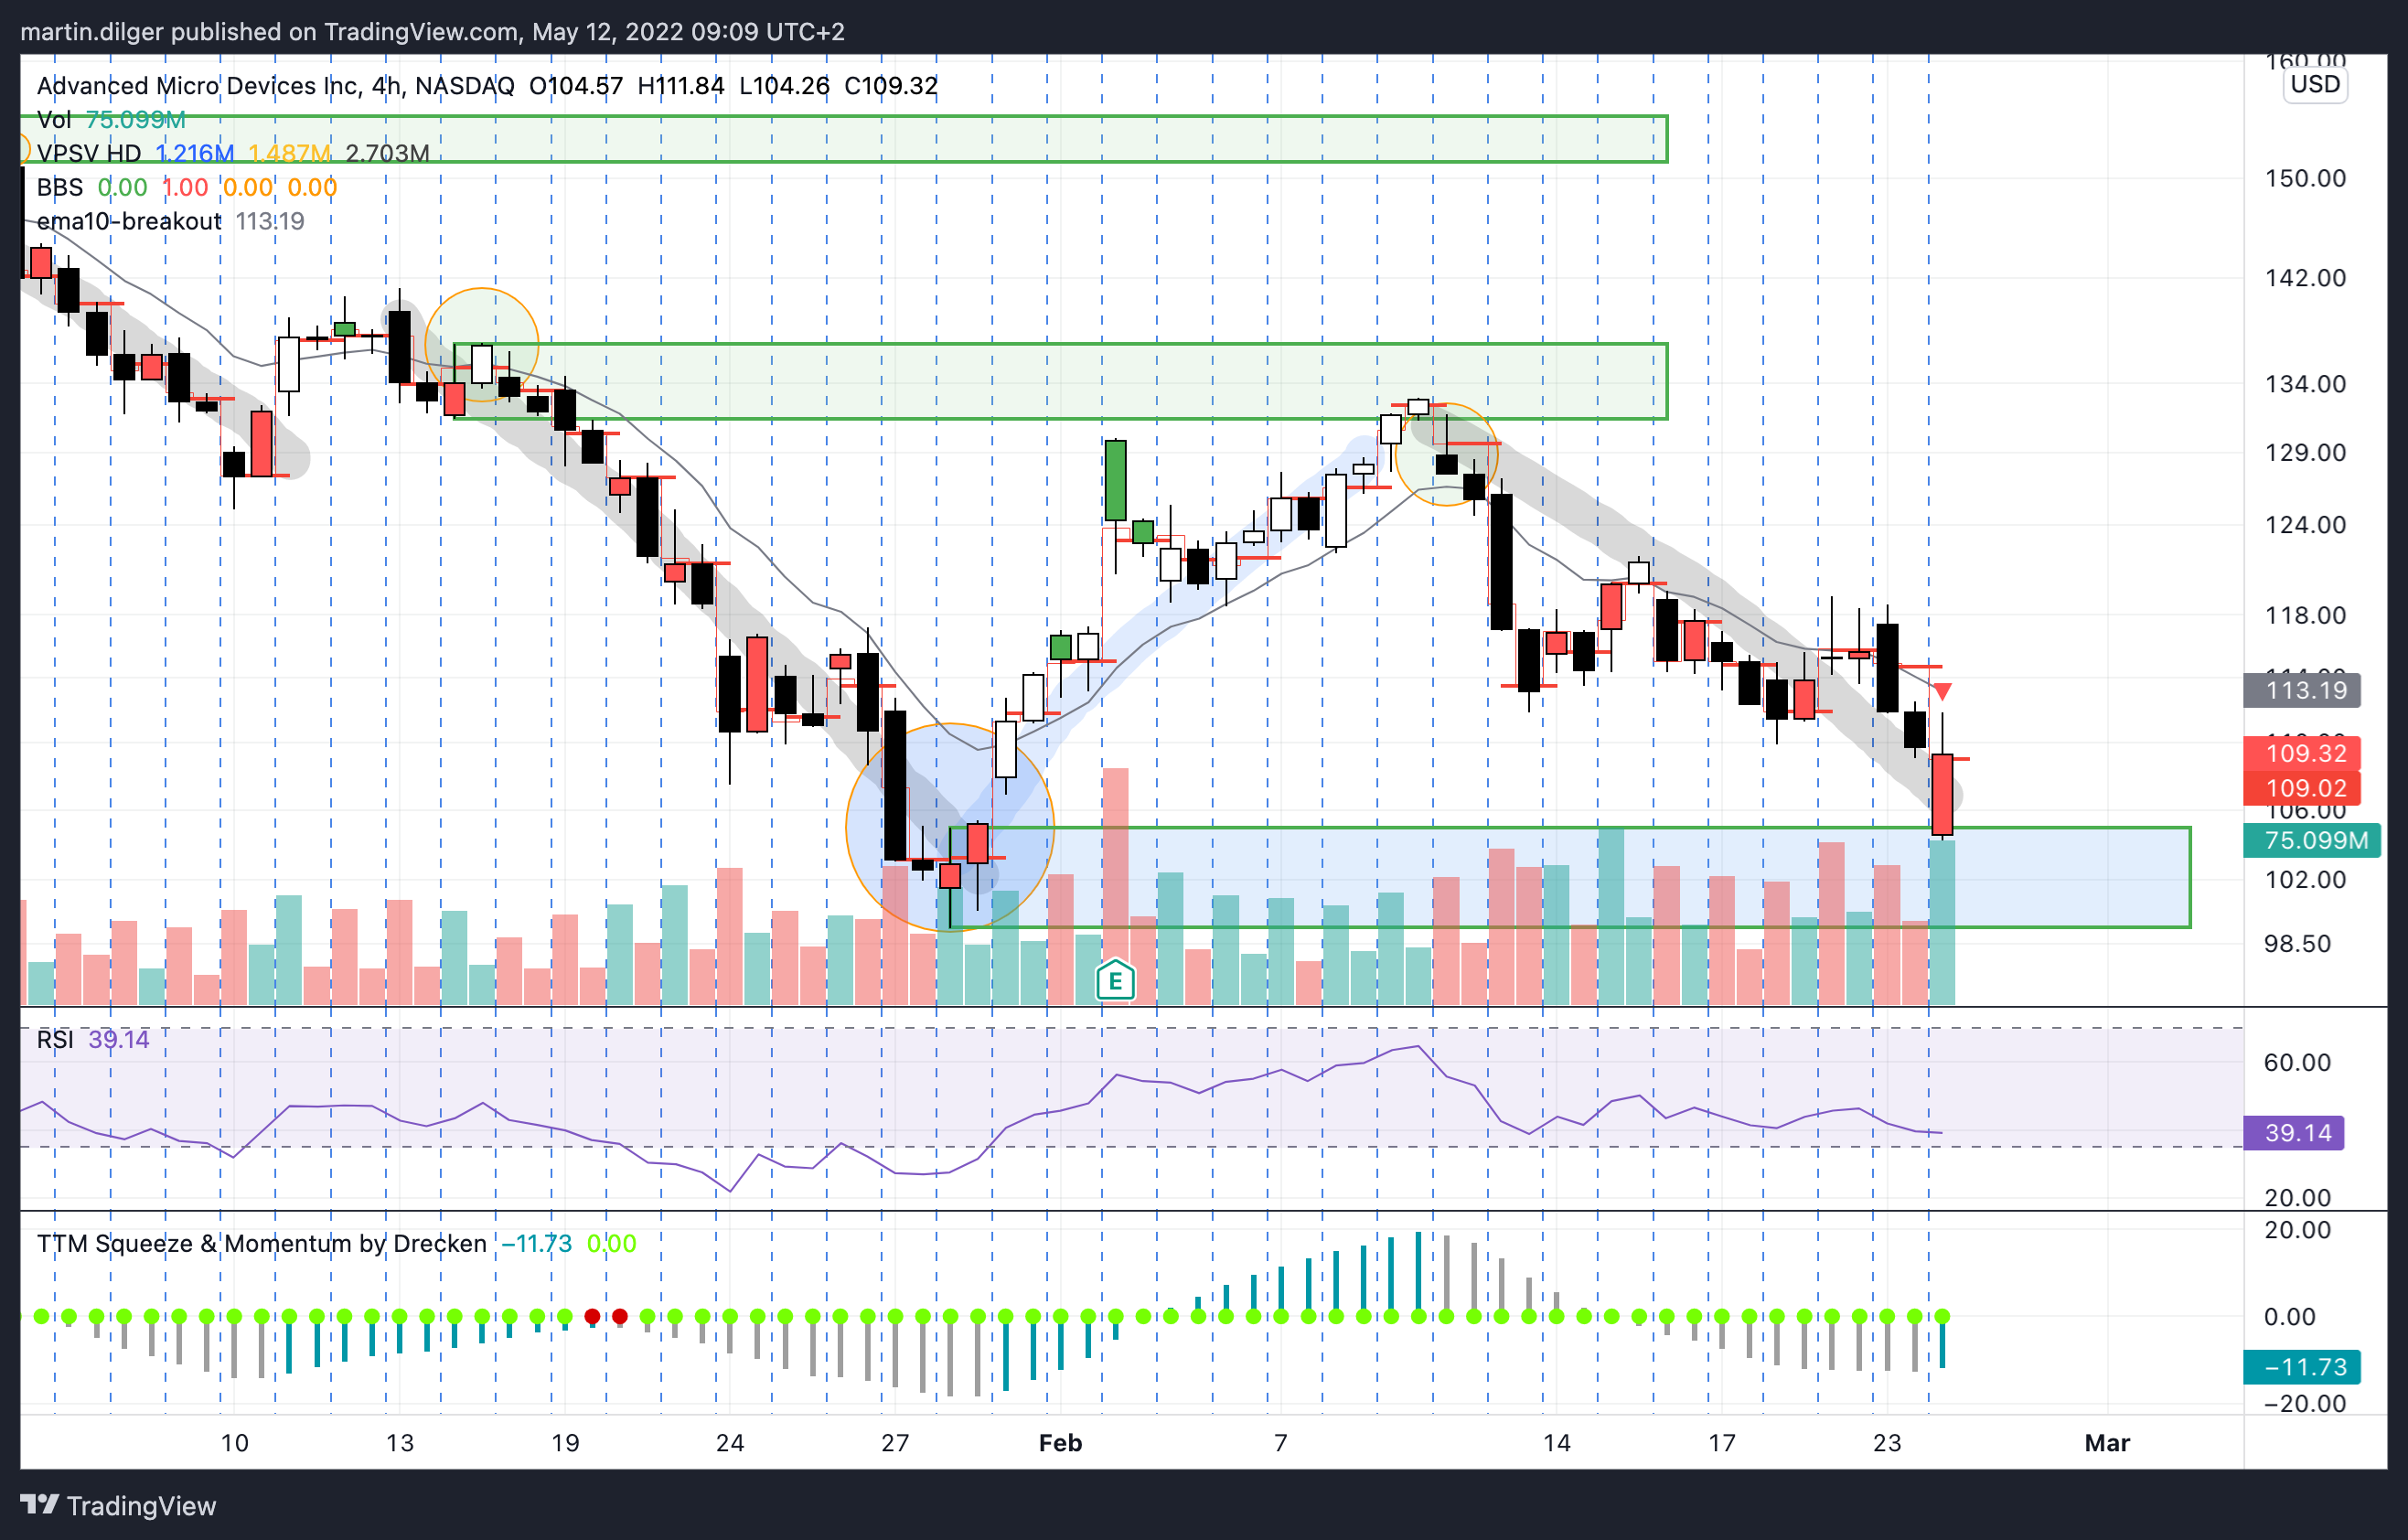 martin.dilger published on TradingView.com, May 12, 2022 09:09 UTC+2
Advanced Micro Devices Inc, 4h, NASDAQ O104.57 H111.84 L104.26 C109.32
Vol 75.099M
VPSV HD 1.216M 1.487M 2.703M
BBS 0.00 1.00 0.00 0.00
ema10-breakout 113.19
160.00
USD
150.00
142.00
134.00
129.00
124.00
118.00
113.19
109.32
109.02
106.00
75.099M
102.00
98.50
E
RSI 39.14
60.00
39.14
20.00
TTM Squeeze & Momentum by Drecken −11.73 0.00
20.00
0.00
−11.73
−20.00
10 13 19 24 27 Feb 7 14 17 23 Mar
TradingView